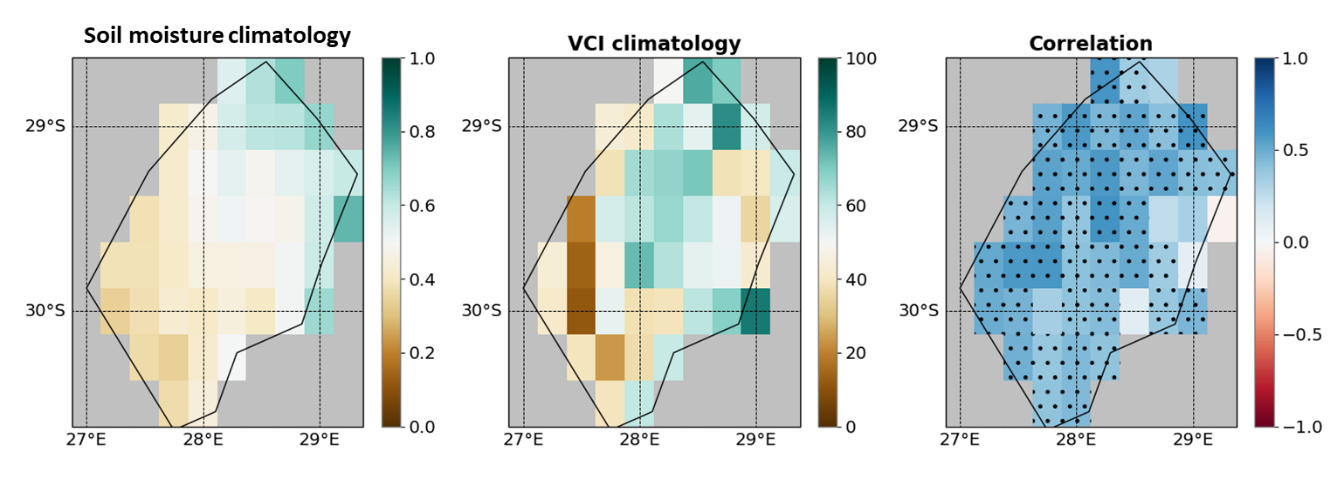 Soil moisture climatology
VCI climatology
Correlation
1.0
0.8
0.6
0.4
0.2
0.0
29°S
30°S
27°E 28°E 29°E
100
80
60
40
20
0
29°S
30°S
27°E 28°E 29°E
1.0
0.5
0.0
−0.5
−1.0
29°S
30°S
27°E 28°E 29°E